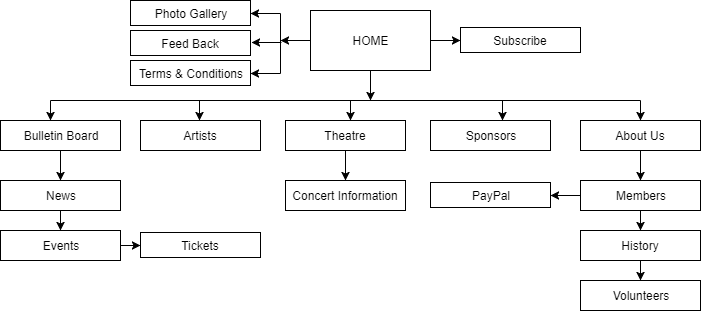 Photo Gallery
HOME
Subscribe
Feed Back
Terms & Conditions
Bulletin Board
Artists
Theatre
Sponsors
About Us
News
Concert Information
PayPal
Members
Events
Tickets
History
Volunteers